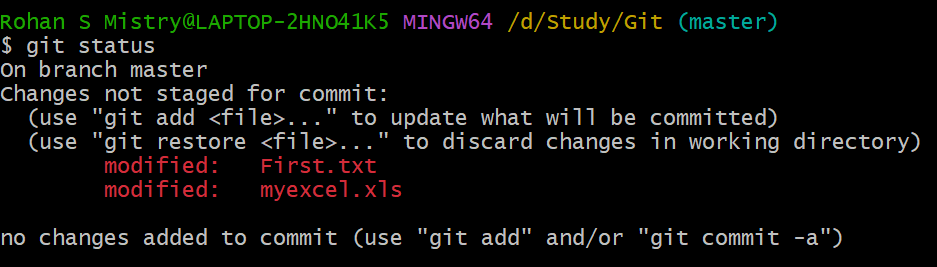 Rohan S Mistry@LAPTOP-2HNO41K5 MINGW64 /d/Study/Git (master)
$ git status
On branch master
Changes not staged for commit:
  (use "git add <file>..." to update what will be committed)
  (use "git restore <file>..." to discard changes in working directory)
        modified:   First.txt
        modified:   myexcel.xls

no changes added to commit (use "git add" and/or "git commit -a")